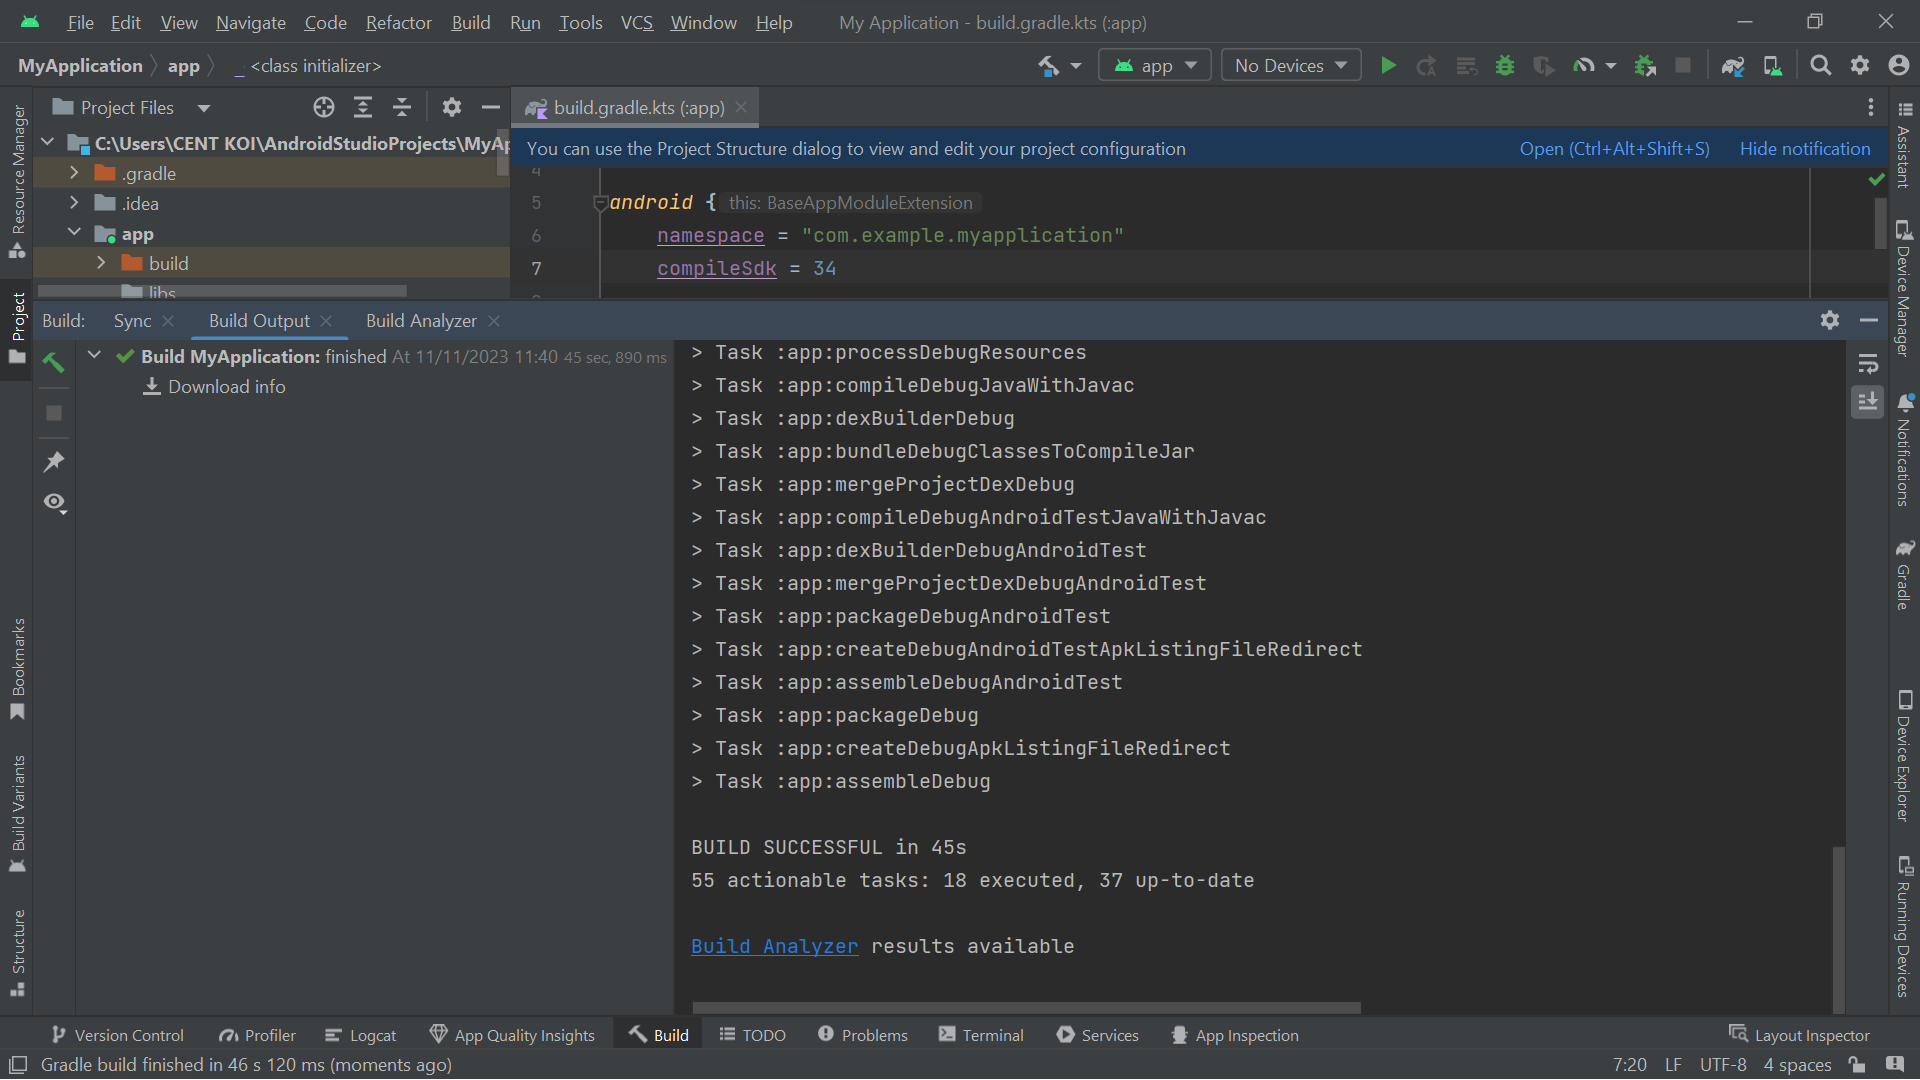 File Edit View Navigate Code Refactor Build Run Tools VCS Window Help My Application - build.gradle.kts (:app)
MyApplication app <class initializer> app No Devices
Project Files
build.gradle.kts (:app)
C:\Users\CENT KOI\AndroidStudioProjects\MyAp
You can use the Project Structure dialog to view and edit your project configuration Open (Ctrl+Alt+Shift+S) Hide notification
.gradle
.idea
app
build
libs
4
5 android { this: BaseAppModuleExtension
6 namespace = "com.example.myapplication"
7 compileSdk = 34
Build: Sync Build Output Build Analyzer
Build MyApplication: finished At 11/11/2023 11:40 45 sec, 890 ms
Download info
> Task :app:processDebugResources
> Task :app:compileDebugJavaWithJavac
> Task :app:dexBuilderDebug
> Task :app:bundleDebugClassesToCompileJar
> Task :app:mergeProjectDexDebug
> Task :app:compileDebugAndroidTestJavaWithJavac
> Task :app:dexBuilderDebugAndroidTest
> Task :app:mergeProjectDexDebugAndroidTest
> Task :app:packageDebugAndroidTest
> Task :app:createDebugAndroidTestApkListingFileRedirect
> Task :app:assembleDebugAndroidTest
> Task :app:packageDebug
> Task :app:createDebugApkListingFileRedirect
> Task :app:assembleDebug
BUILD SUCCESSFUL in 45s
55 actionable tasks: 18 executed, 37 up-to-date
Build Analyzer results available
Resource Manager
Project
Bookmarks
Build Variants
Structure
Assistant
Device Manager
Notifications
Gradle
Device Explorer
Running Devices
Version Control Profiler Logcat App Quality Insights Build TODO Problems Terminal Services App Inspection Layout Inspector
Gradle build finished in 46 s 120 ms (moments ago) 7:20 LF UTF-8 4 spaces